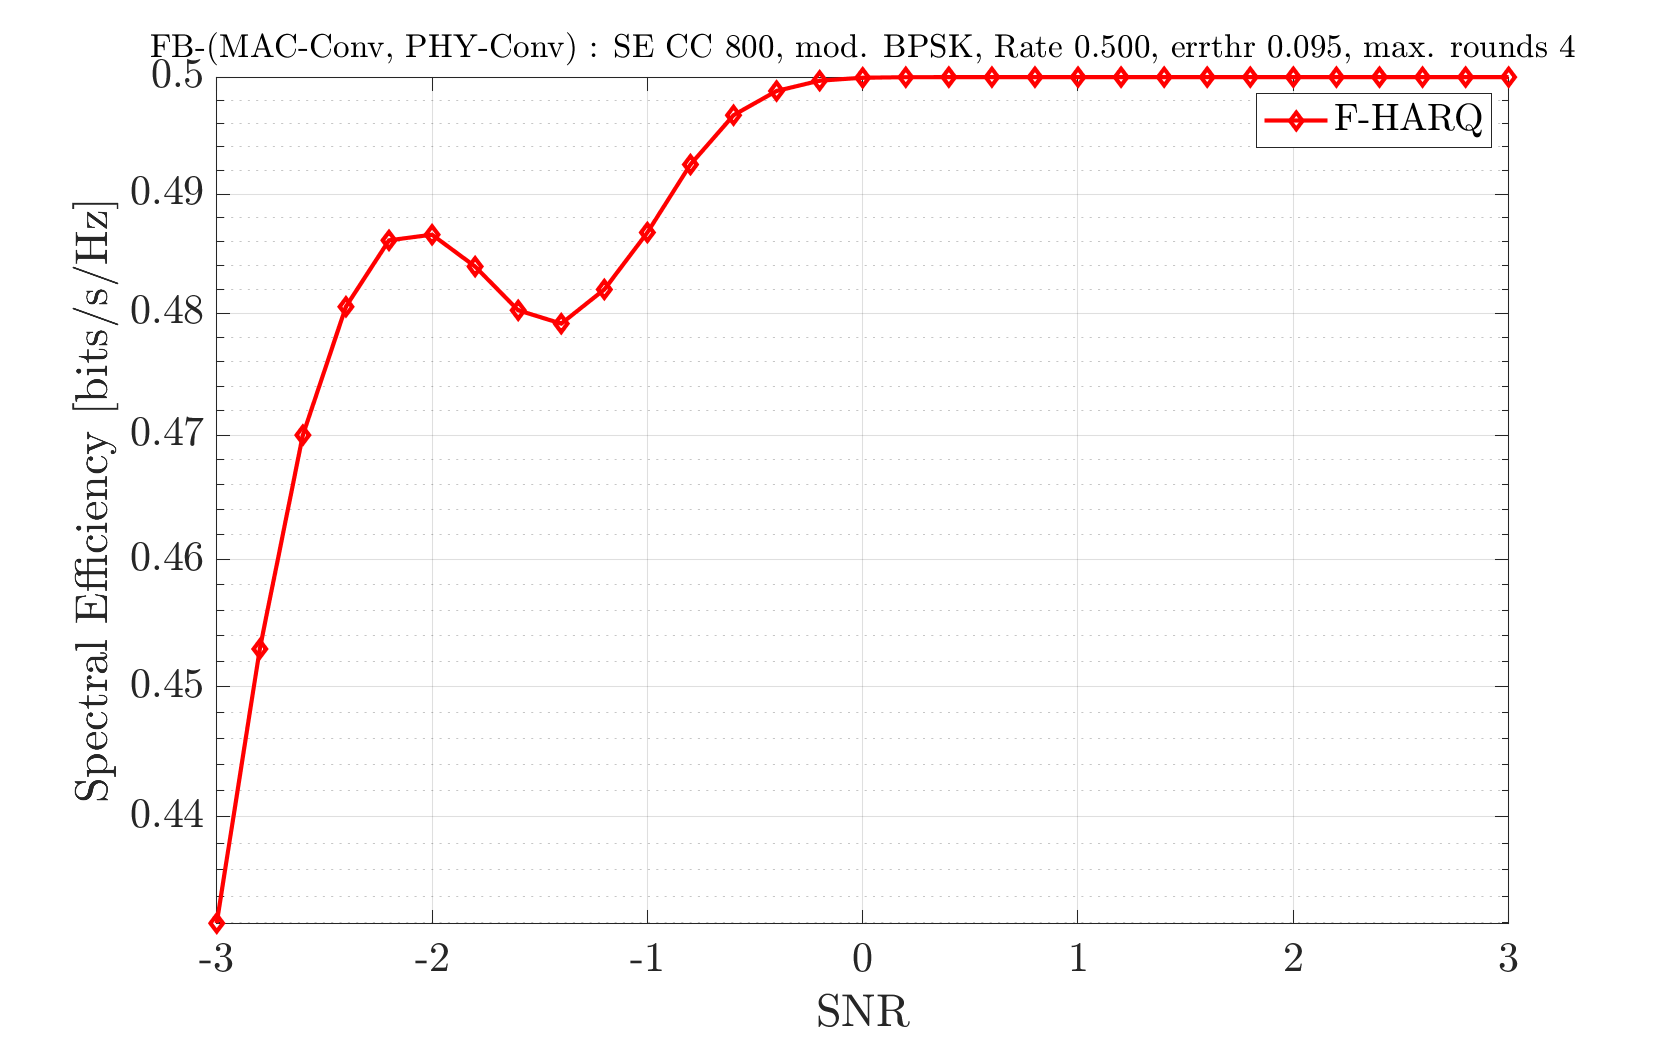 FB-(MAC-Conv, PHY-Conv) : SE CC 800, mod. BPSK, Rate 0.500, errthr 0.095, max. rounds 4
F-HARQ
Spectral Efficiency [bits/s/Hz]
0.5
0.49
0.48
0.47
0.46
0.45
0.44
-3 -2 -1 0 1 2 3
SNR